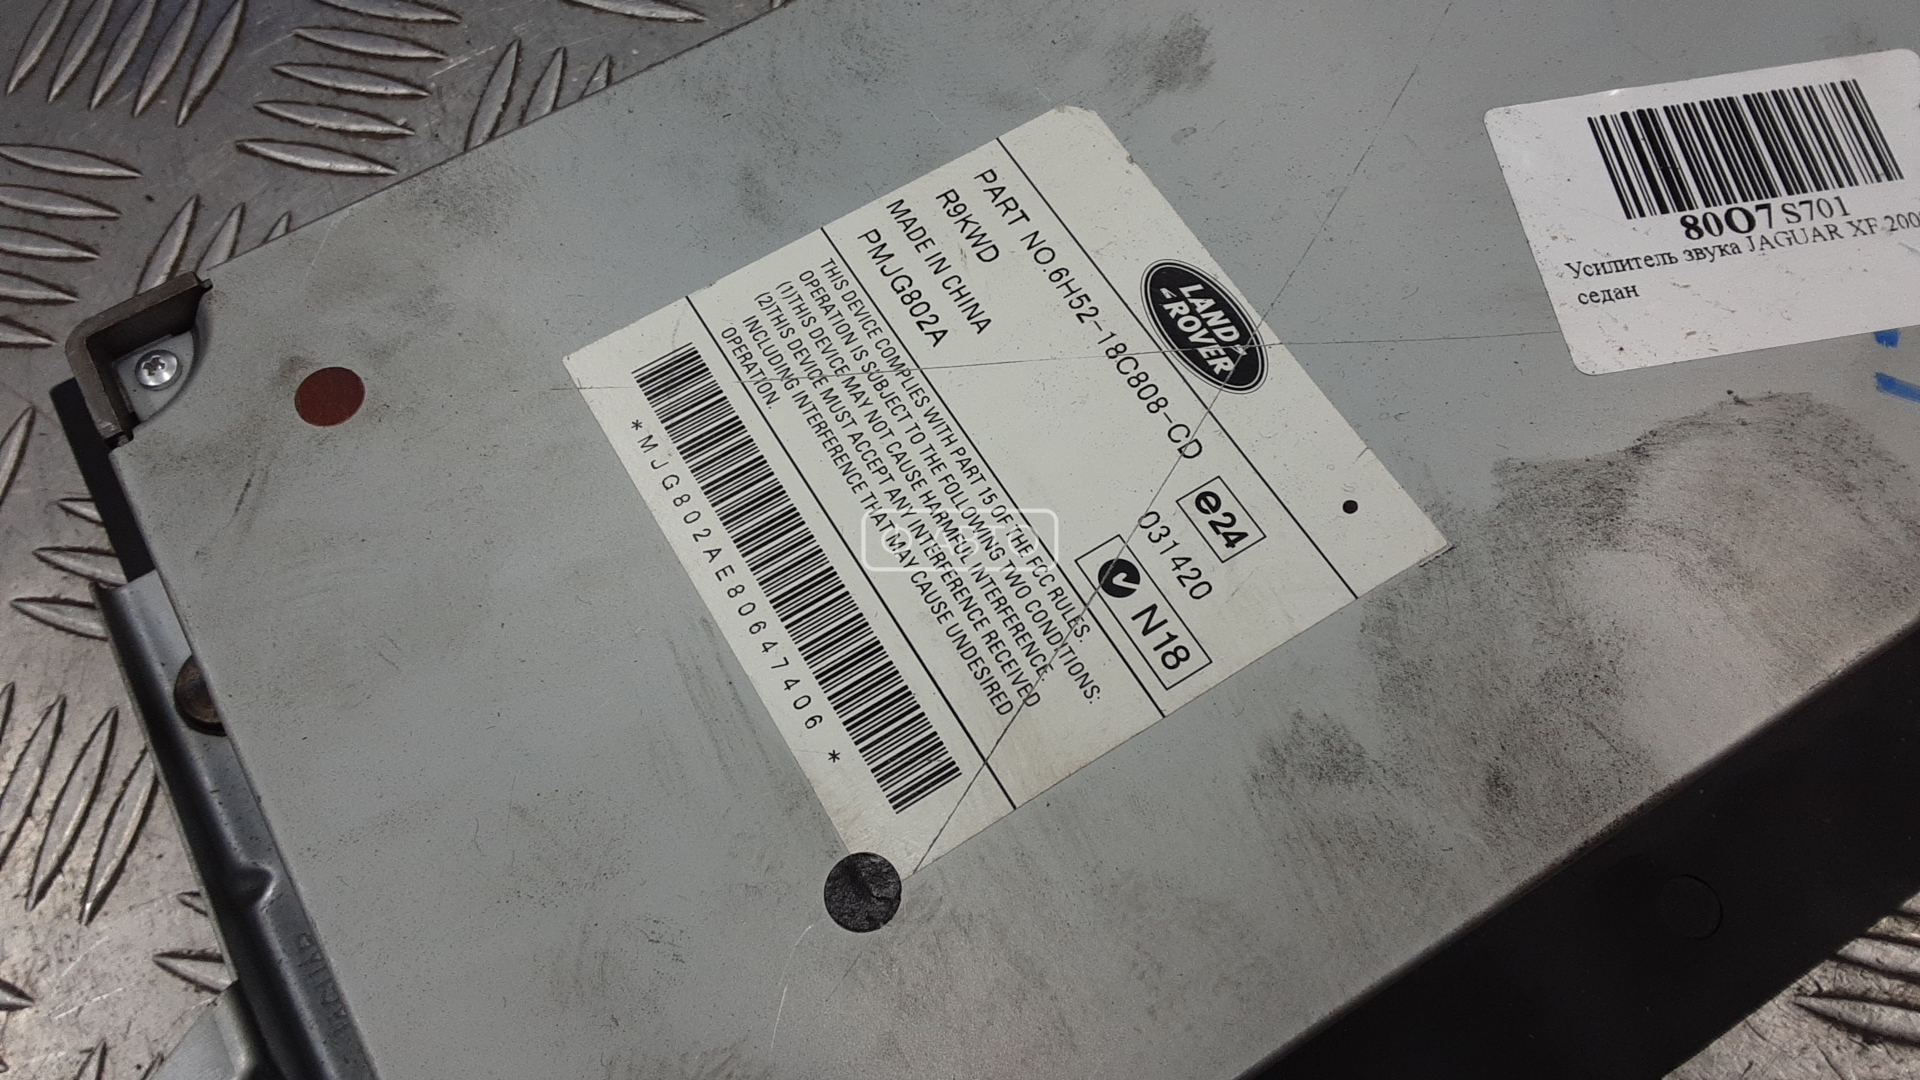 LAND
ROVER
PART NO.6H52-18C808-CD
R9KWD
MADE IN CHINA
PMJG802A
e24
031420
N18
THIS DEVICE COMPLIES WITH PART 15 OF THE FCC RULES.
OPERATION IS SUBJECT TO THE FOLLOWING TWO CONDITIONS:
(1)THIS DEVICE MAY NOT CAUSE HARMFUL INTERFERENCE.
(2)THIS DEVICE MUST ACCEPT ANY INTERFERENCE RECEIVED
INCLUDING INTERFERENCE THAT MAY CAUSE UNDESIRED
OPERATION.
*MJG802AE80647406*
80O7S701
Усилитель звука JAGUAR XF 200
седан
JAGUAR